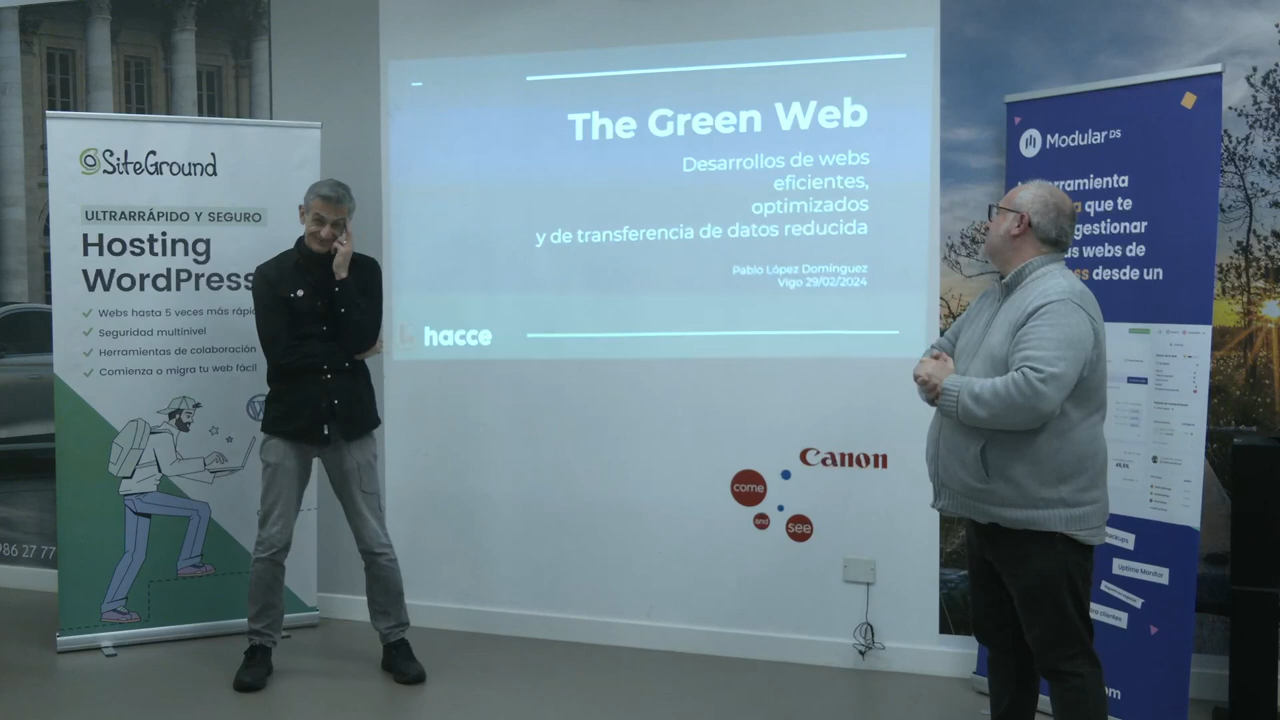 SiteGround
ULTRARRÁPIDO Y SEGURO
Hosting
WordPress
Webs hasta 5 veces más
Seguridad multinivel
Herramientas de colaboración
Comienza o migra tu web fácil
986 27 77
The Green Web
Desarrollos de webs
eficientes,
optimizados
y de transferencia de datos reducida
Pablo López Domínguez
Vigo 29/02/2024
hacce
Canon
come
and
see
Modular DS
que te
gestionar
webs de
desde un
backups
Uptime Monitor
clientes